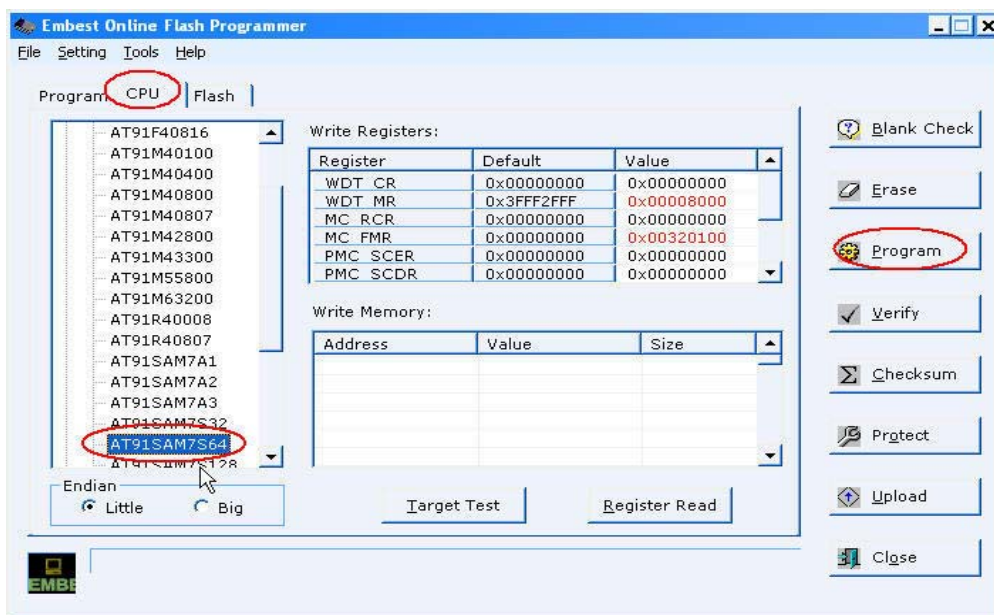 Embest Online Flash Programmer
File Setting Tools Help
Program CPU Flash
AT91F40816
AT91M40100
AT91M40400
AT91M40800
AT91M40807
AT91M42800
AT91M43300
AT91M55800
AT91M63200
AT91R40008
AT91R40807
AT91SAM7A1
AT91SAM7A2
AT91SAM7A3
AT91SAM7S32
AT91SAM7S64
AT91SAM7S128
Endian
Little Big
Write Registers:
Register Default Value
WDT CR 0x00000000 0x00000000
WDT MR 0x3FFF2FFF 0x00008000
MC RCR 0x00000000 0x00000000
MC FMR 0x00000000 0x00320100
PMC SCER 0x00000000 0x00000000
PMC SCDR 0x00000000 0x00000000
Write Memory:
Address Value Size
Target Test Register Read
Blank Check
Erase
Program
Verify
Checksum
Protect
Upload
Close
EMBE